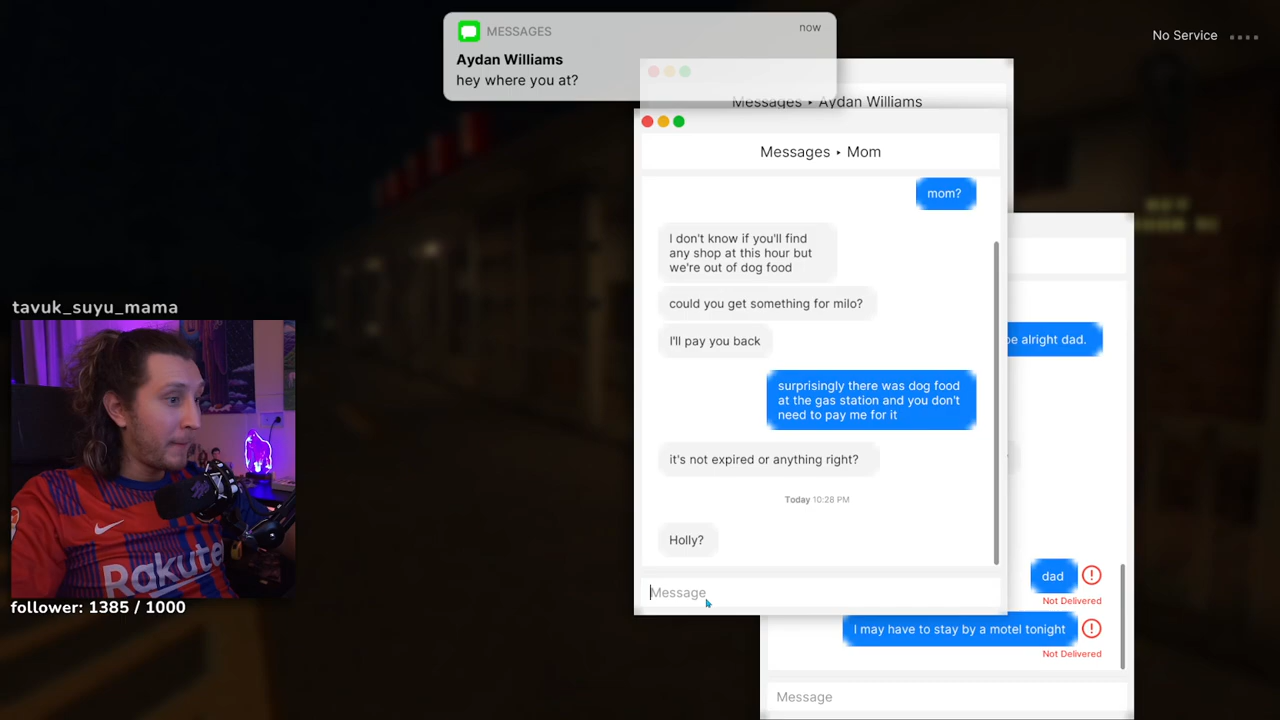 MESSAGES
now
Aydan Williams
hey where you at?
No Service
Messages ▸ Aydan Williams
Messages ▸ Mom
mom?
I don't know if you'll find
any shop at this hour but
we're out of dog food
could you get something for milo?
I'll pay you back
surprisingly there was dog food
at the gas station and you don't
need to pay me for it
it's not expired or anything right?
Today 10:28 PM
Holly?
Message
be alright dad.
dad
Not Delivered
I may have to stay by a motel tonight
Not Delivered
Message
tavuk_suyu_mama
Rakute
follower: 1385 / 1000